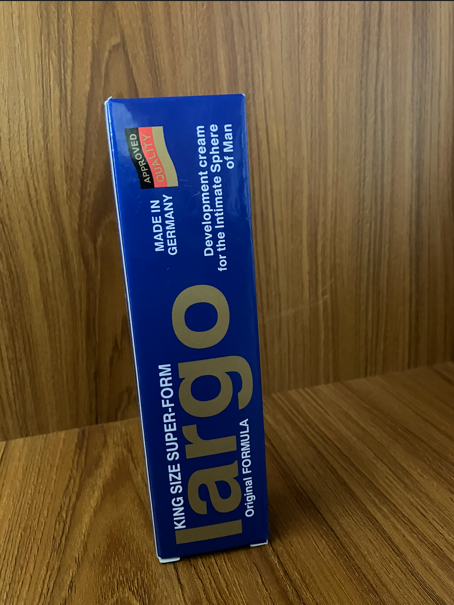 KING SIZE SUPER-FORM
largo
Original FORMULA
MADE IN
GERMANY
APPROVED
QUALITY
Development cream
for the Intimate Sphere
of Man